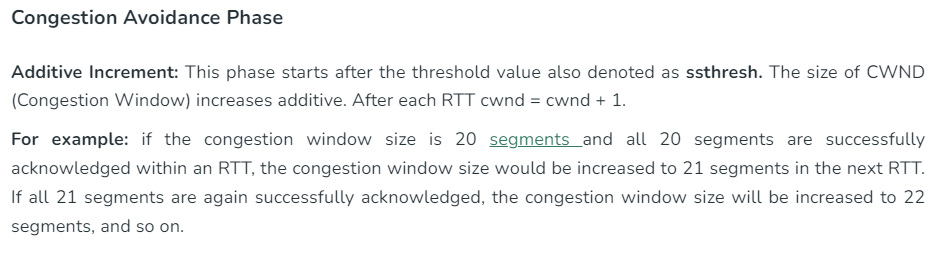 Congestion Avoidance Phase
Additive Increment: This phase starts after the threshold value also denoted as ssthresh. The size of CWND
(Congestion Window) increases additive. After each RTT cwnd = cwnd + 1.
For example: if the congestion window size is 20 segments and all 20 segments are successfully
acknowledged within an RTT, the congestion window size would be increased to 21 segments in the next RTT.
If all 21 segments are again successfully acknowledged, the congestion window size will be increased to 22
segments, and so on.